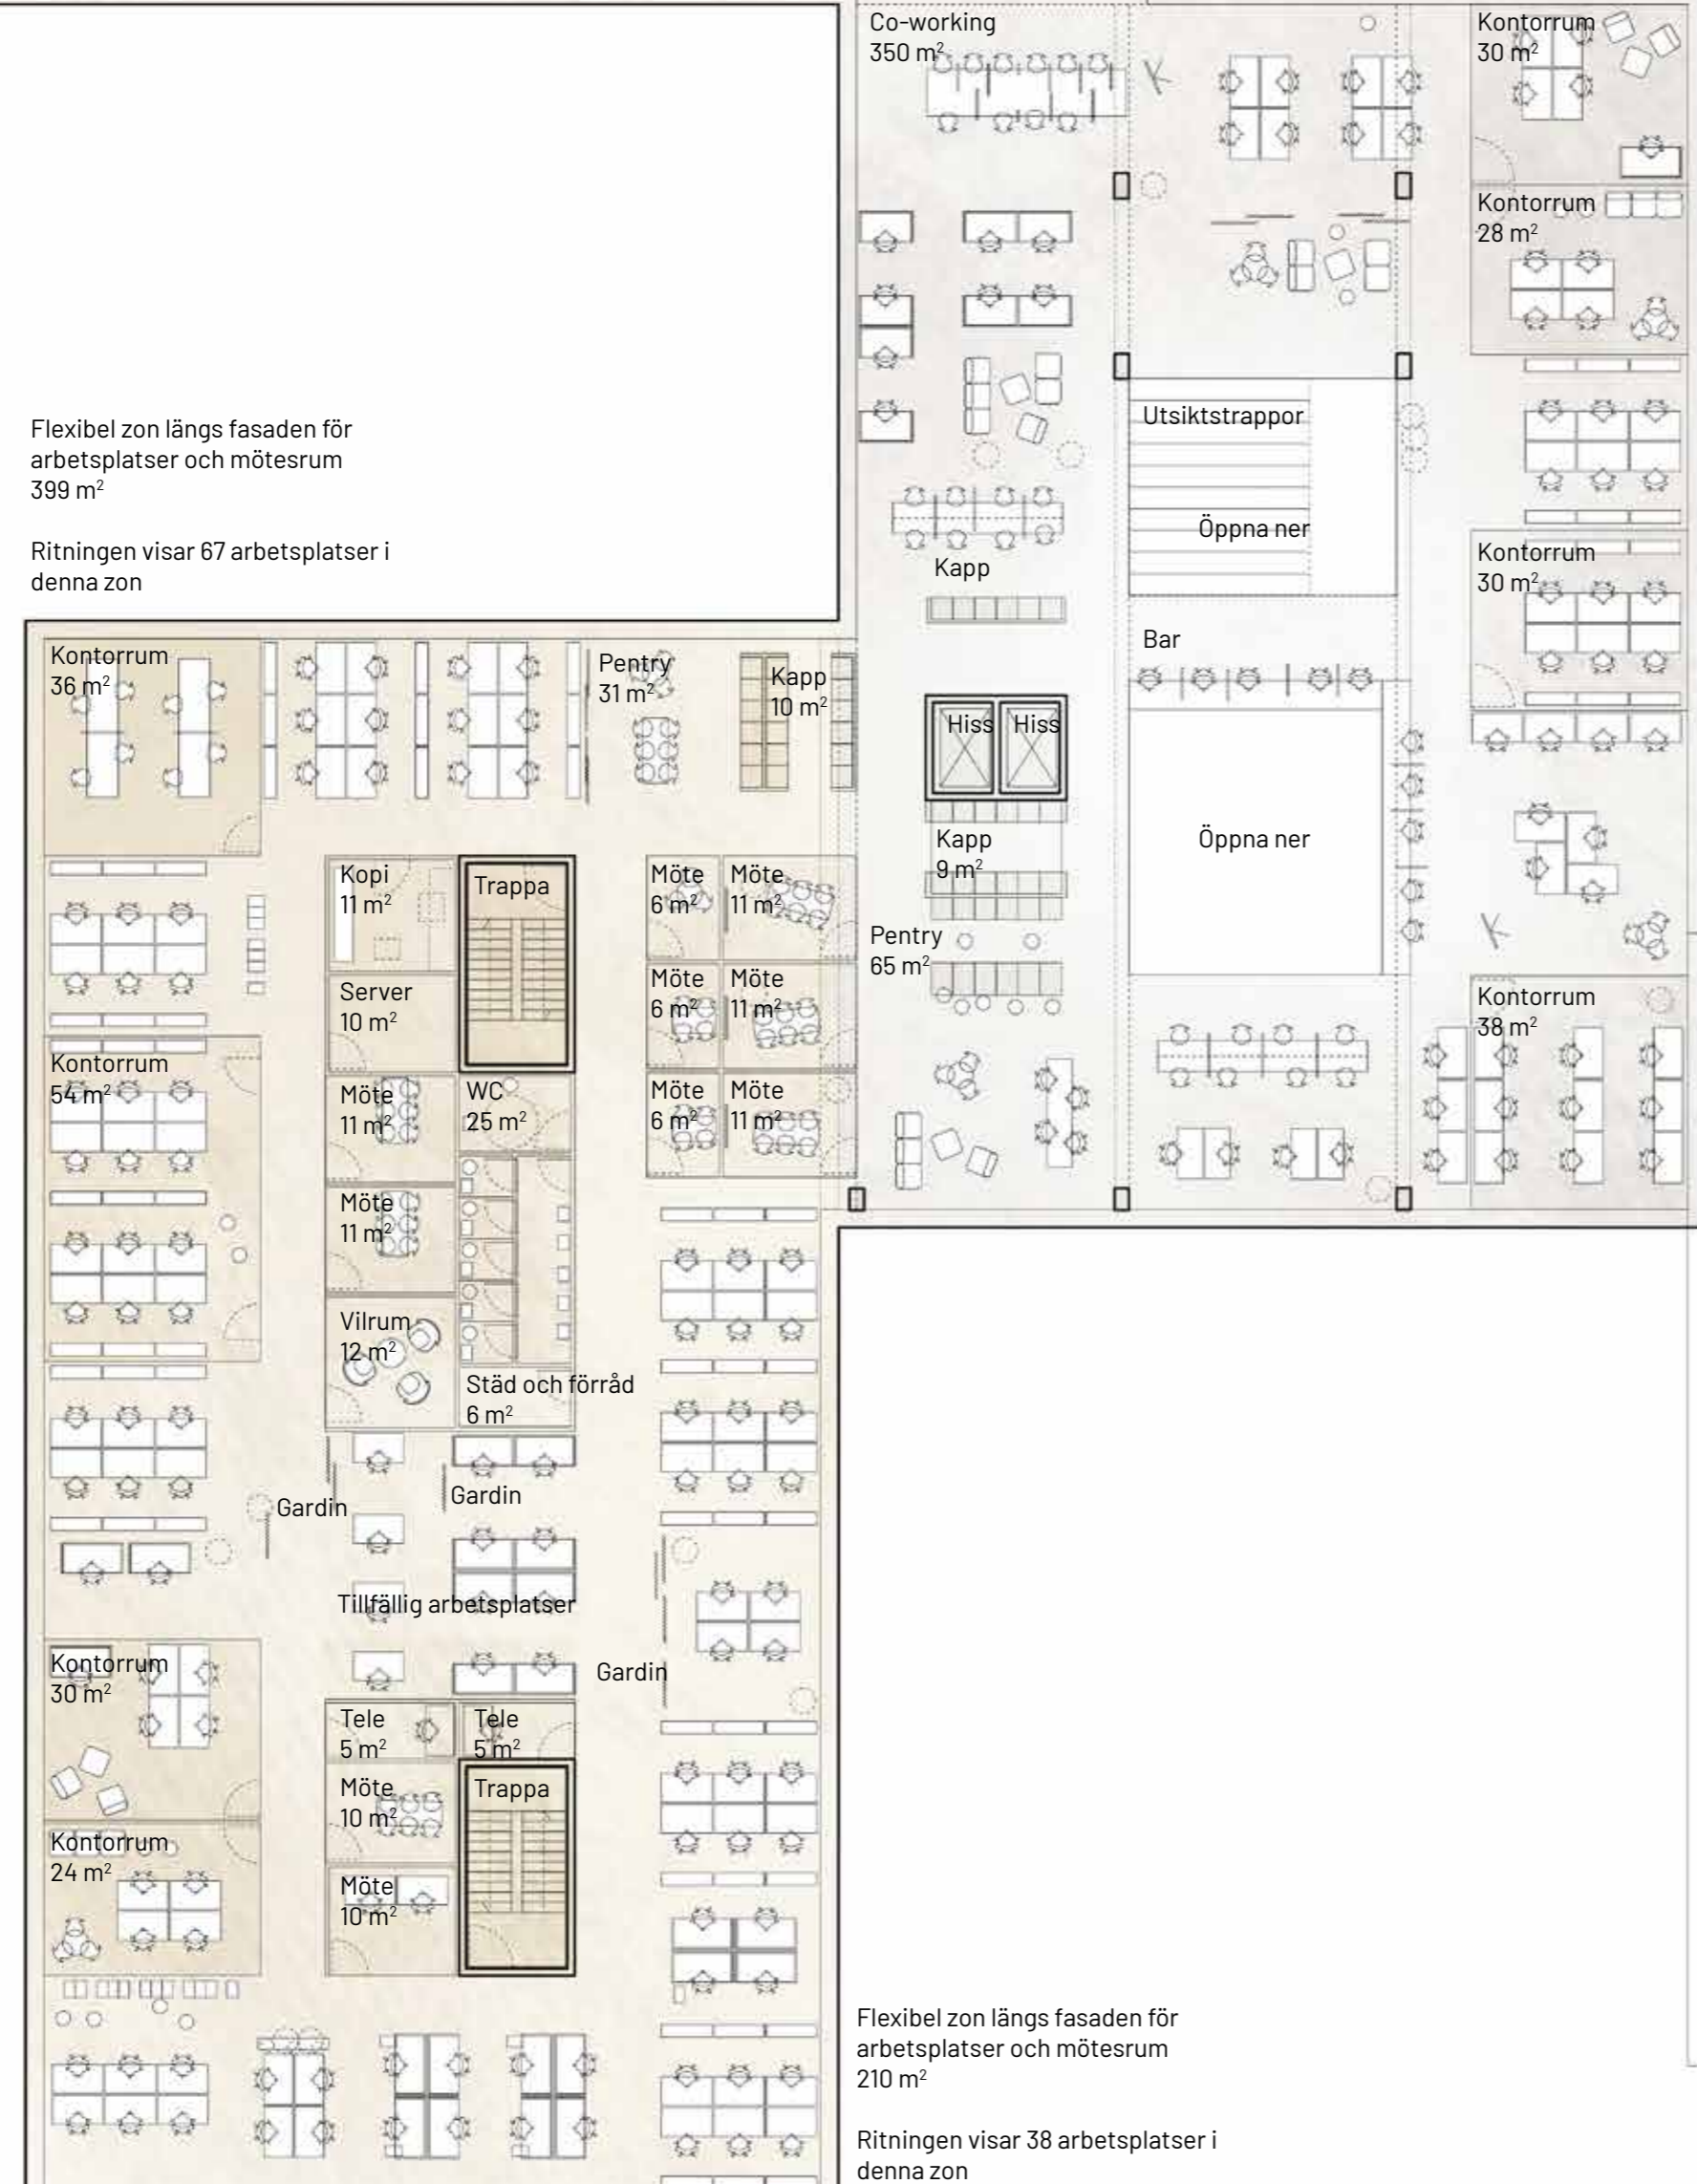 Co-working
350 m²
Kontorrum
30 m²
Kontorrum
28 m²
Utsiktstrappor
Öppna ner
Flexibel zon längs fasaden för
arbetsplatser och mötesrum
399 m²
Ritningen visar 67 arbetsplatser i
denna zon
Kapp
Kontorrum
30 m²
Bar
Kontorrum
36 m²
Pentry
31 m²
Kapp
10 m²
Hiss
Hiss
Kapp
9 m²
Öppna ner
Kopi
11 m²
Trappa
Möte
6 m²
Möte
11 m²
Pentry
65 m²
Server
10 m²
Möte
6 m²
Möte
11 m²
Kontorrum
38 m²
Kontorrum
54 m²
Möte
11 m²
WC
25 m²
Möte
6 m²
Möte
11 m²
Möte
11 m²
Vilrum
12 m²
Städ och förråd
6 m²
Gardin
Gardin
Tillfällig arbetsplatser
Kontorrum
30 m²
Gardin
Tele
5 m²
Tele
5 m²
Möte
10 m²
Trappa
Kontorrum
24 m²
Möte
10 m²
Flexibel zon längs fasaden för
arbetsplatser och mötesrum
210 m²
Ritningen visar 38 arbetsplatser i
denna zon